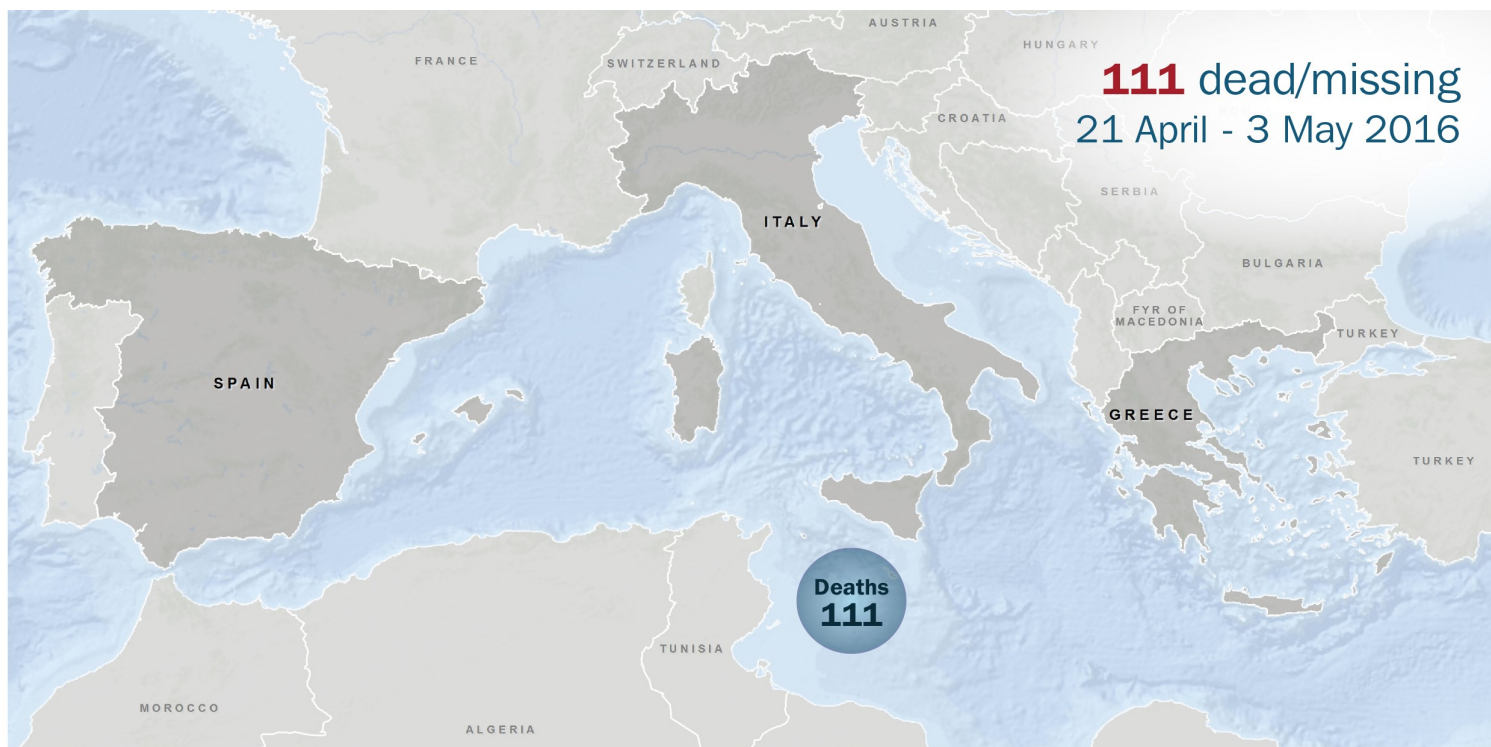 AUSTRIA
HUNGARY
FRANCE
SWITZERLAND
111 dead/missing
21 April - 3 May 2016
CROATIA
SERBIA
ITALY
BULGARIA
FYR OF
MACEDONIA
TURKEY
SPAIN
GREECE
TURKEY
Deaths
111
TUNISIA
MOROCCO
ALGERIA